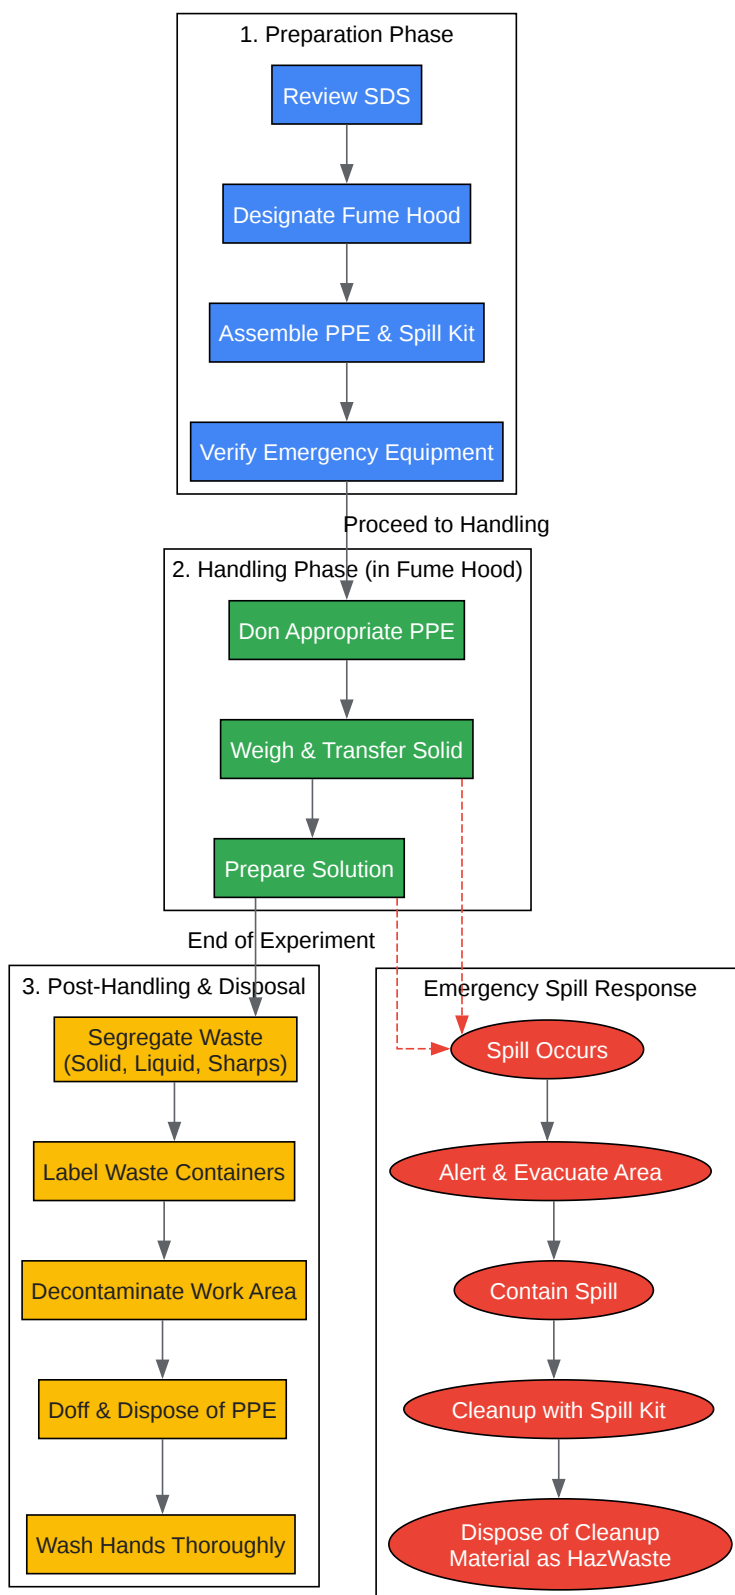 1. Preparation Phase
Review SDS
Designate Fume Hood
Assemble PPE & Spill Kit
Verify Emergency Equipment
Proceed to Handling
2. Handling Phase (in Fume Hood)
Don Appropriate PPE
Weigh & Transfer Solid
Prepare Solution
End of Experiment
3. Post-Handling & Disposal
Segregate Waste
(Solid, Liquid, Sharps)
Label Waste Containers
Decontaminate Work Area
Doff & Dispose of PPE
Wash Hands Thoroughly
Emergency Spill Response
Spill Occurs
Alert & Evacuate Area
Contain Spill
Cleanup with Spill Kit
Dispose of Cleanup
Material as HazWaste